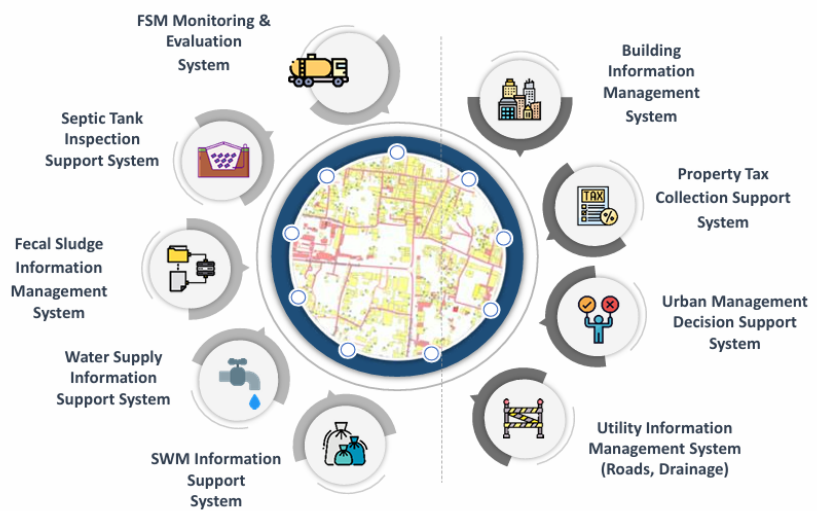 FSM Monitoring &
Evaluation
System
Septic Tank
Inspection
Support System
Fecal Sludge
Information
Management
System
Water Supply
Information
Support System
SWM Information
Support
System
Building
Information
Management
System
TAX
%
Property Tax
Collection Support
System
Urban Management
Decision Support
System
Utility Information
Management System
(Roads, Drainage)